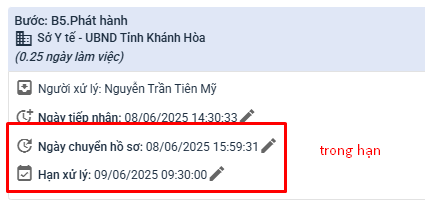 Bước: B5.Phát hành
Sở Y tế - UBND Tỉnh Khánh Hòa
(0.25 ngày làm việc)
Người xử lý: Nguyễn Trần Tiên Mỹ
Ngày tiếp nhận: 08/06/2025 14:30:33
Ngày chuyển hồ sơ: 08/06/2025 15:59:31
trong hạn
Hạn xử lý: 09/06/2025 09:30:00